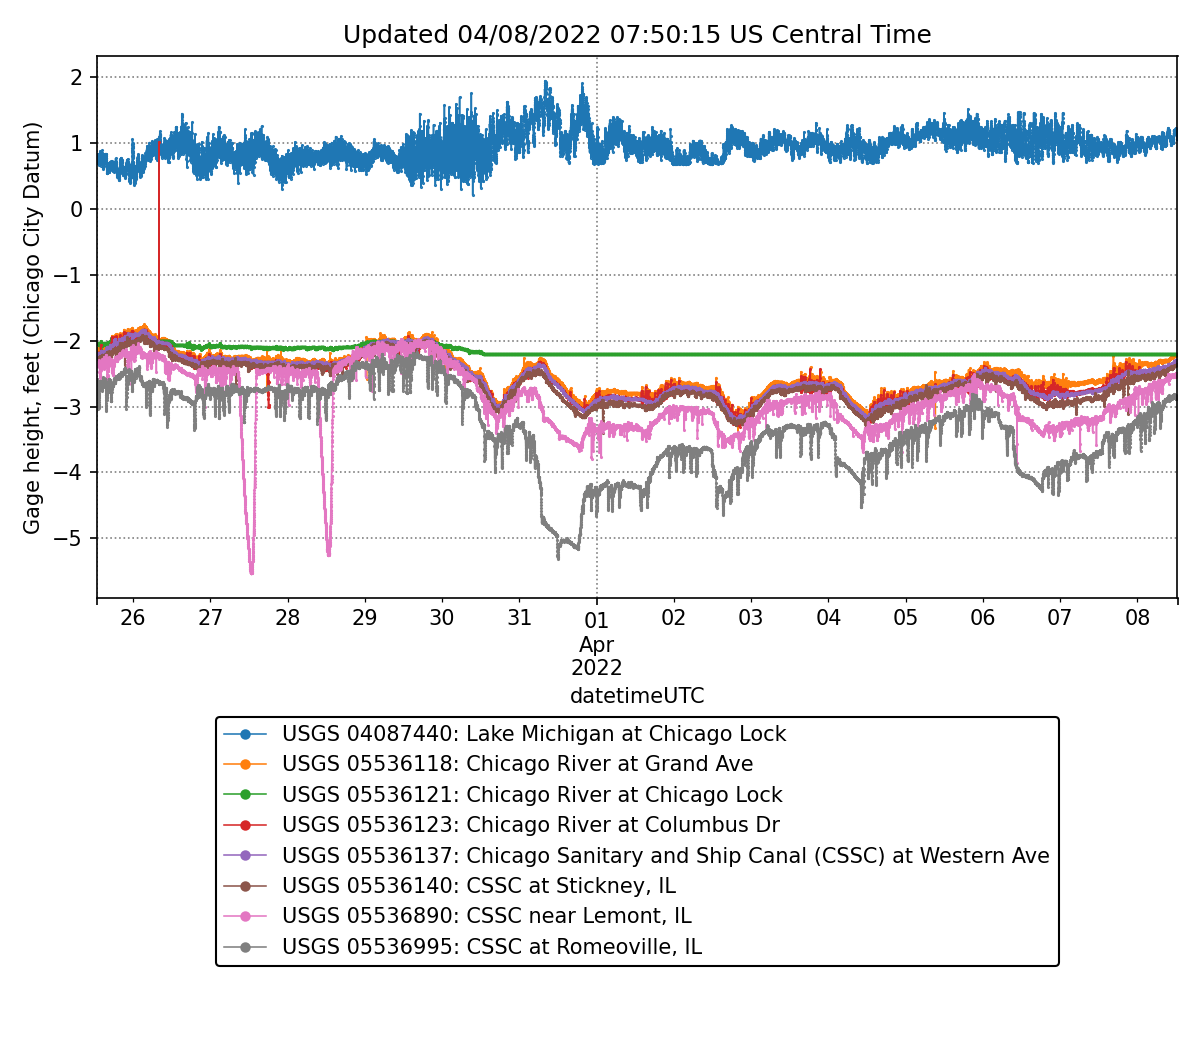 Updated 04/08/2022 07:50:15 US Central Time
Gage height, feet (Chicago City Datum)
2
1
0
−1
−2
−3
−4
−5
26 27 28 29 30 31 01 02 03 04 05 06 07 08
Apr
2022
datetimeUTC
USGS 04087440: Lake Michigan at Chicago Lock
USGS 05536118: Chicago River at Grand Ave
USGS 05536121: Chicago River at Chicago Lock
USGS 05536123: Chicago River at Columbus Dr
USGS 05536137: Chicago Sanitary and Ship Canal (CSSC) at Western Ave
USGS 05536140: CSSC at Stickney, IL
USGS 05536890: CSSC near Lemont, IL
USGS 05536995: CSSC at Romeoville, IL